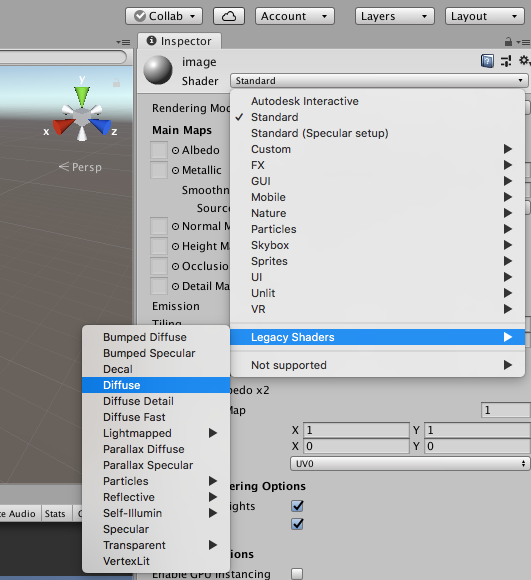 Collab
Account
Layers
Layout
Inspector
image
Shader
Standard
Rendering Mod
Main Maps
Albedo
Metallic
Smoothn
Source
Normal M
Height Ma
Occlusio
Detail Ma
Emission
Tiling
Autodesk Interactive
Standard
Standard (Specular setup)
Custom
FX
GUI
Mobile
Nature
Particles
Skybox
Sprites
UI
Unlit
VR
Legacy Shaders
Not supported
y
x
z
Persp
Bumped Diffuse
Bumped Specular
Decal
Diffuse
Diffuse Detail
Diffuse Fast
Lightmapped
Parallax Diffuse
Parallax Specular
Particles
Reflective
Self-Illumin
Specular
Transparent
VertexLit
bedo x2
Map
1
X 1 Y 1
X 0 Y 0
UV0
ering Options
ights
ions
Enable GPU Instancing
te Audio
Stats